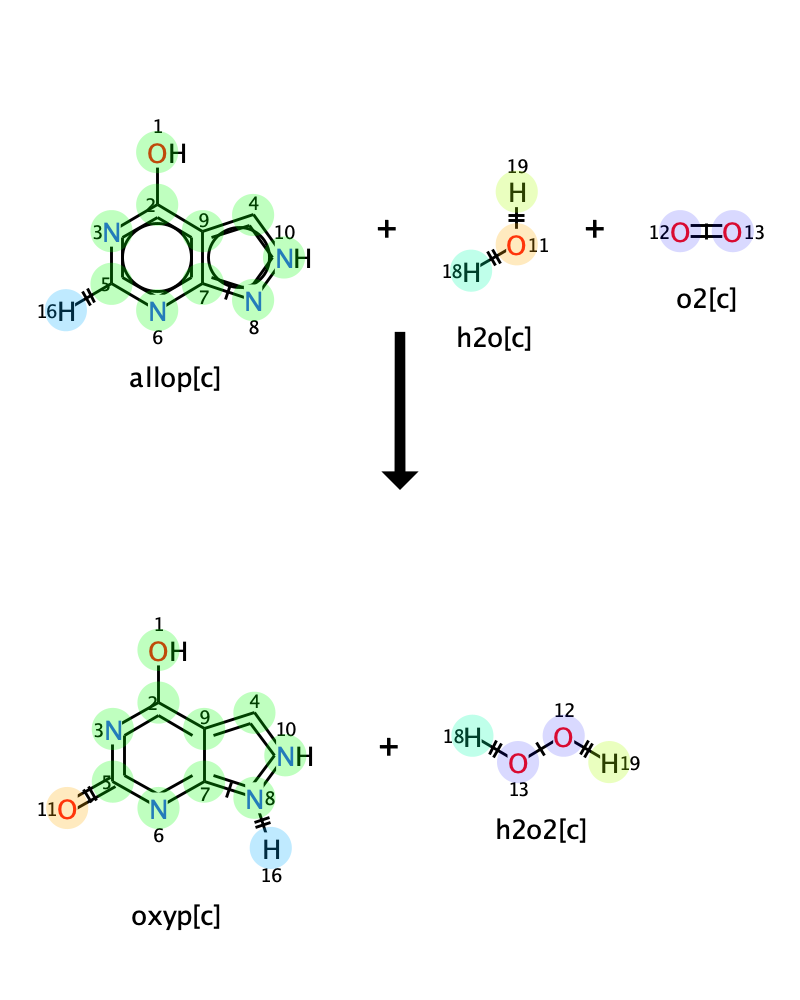 1
OH
2
9
4
3N
10
NH
5
7
16H
N
N
6
8
allop[c]
+
19
H
O11
18H
h2o[c]
+
12O O13
o2[c]
1
OH
2
9
4
3N
10
NH
5
7
N8
11O
N
6
H
16
oxyp[c]
+
12
18H
O
O
H19
13
h2o2[c]